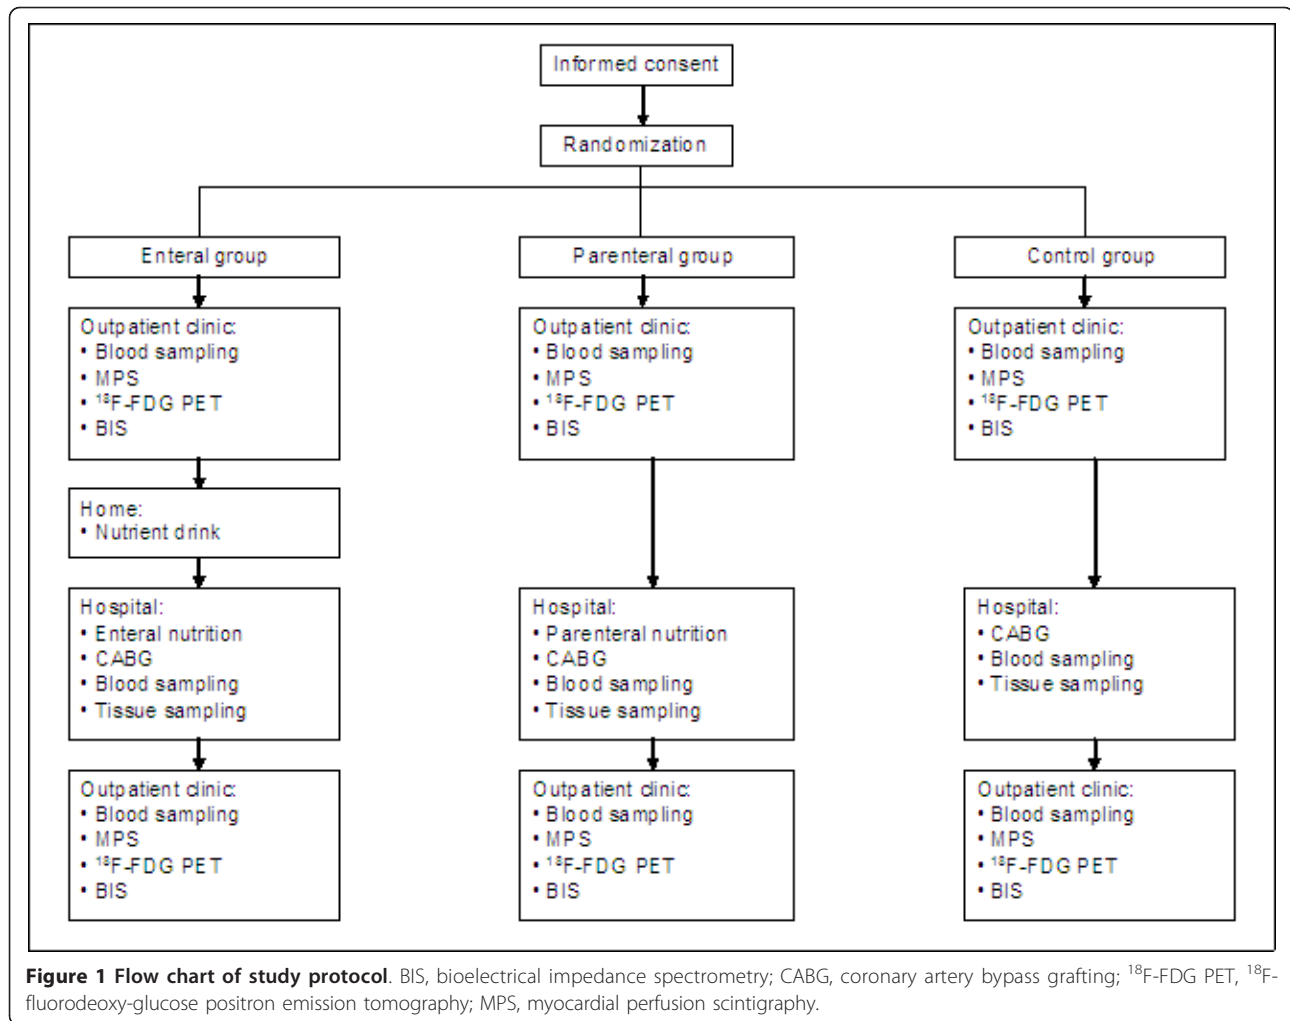 Informed consent
Randomization
Enteral group
Parenteral group
Control group
Outpatient clinic:
• Blood sampling
• MPS
• ¹⁸F-FDG PET
• BIS
Outpatient clinic:
• Blood sampling
• MPS
• ¹⁸F-FDG PET
• BIS
Outpatient clinic:
• Blood sampling
• MPS
• ¹⁸F-FDG PET
• BIS
Home:
• Nutrient drink
Hospital:
• Enteral nutrition
• CABG
• Blood sampling
• Tissue sampling
Hospital:
• Parenteral nutrition
• CABG
• Blood sampling
• Tissue sampling
Hospital:
• CABG
• Blood sampling
• Tissue sampling
Outpatient clinic:
• Blood sampling
• MPS
• ¹⁸F-FDG PET
• BIS
Outpatient clinic:
• Blood sampling
• MPS
• ¹⁸F-FDG PET
• BIS
Outpatient clinic:
• Blood sampling
• MPS
• ¹⁸F-FDG PET
• BIS
Figure 1 Flow chart of study protocol. BIS, bioelectrical impedance spectrometry; CABG, coronary artery bypass grafting; ¹⁸F-FDG PET, ¹⁸F-
fluorodeoxy-glucose positron emission tomography; MPS, myocardial perfusion scintigraphy.